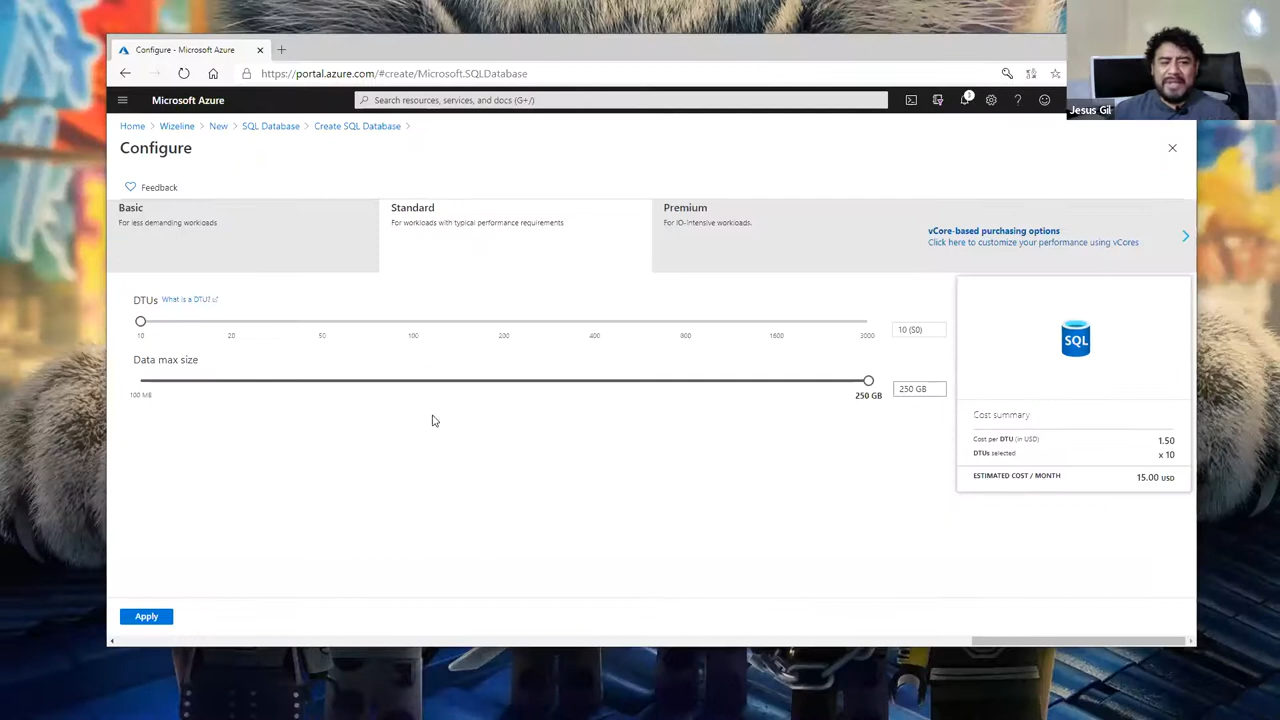 Configure - Microsoft Azure
https://portal.azure.com/#create/Microsoft.SQLDatabase
Microsoft Azure
Search resources, services, and docs (G+/)
3
Jesus Gil
Home > Wizeline > New > SQL Database > Create SQL Database >
Configure
Feedback
Basic
For less demanding workloads
Standard
For workloads with typical performance requirements
Premium
For IO-intensive workloads.
vCore-based purchasing options
Click here to customize your performance using vCores
DTUs What is a DTU?
10 20 50 100 200 400 800 1600 3000
10 (S0)
Data max size
100 MB
250 GB
250 GB
SQL
Cost summary
Cost per DTU (in USD) 1.50
DTUs selected x 10
ESTIMATED COST / MONTH 15.00 USD
Apply